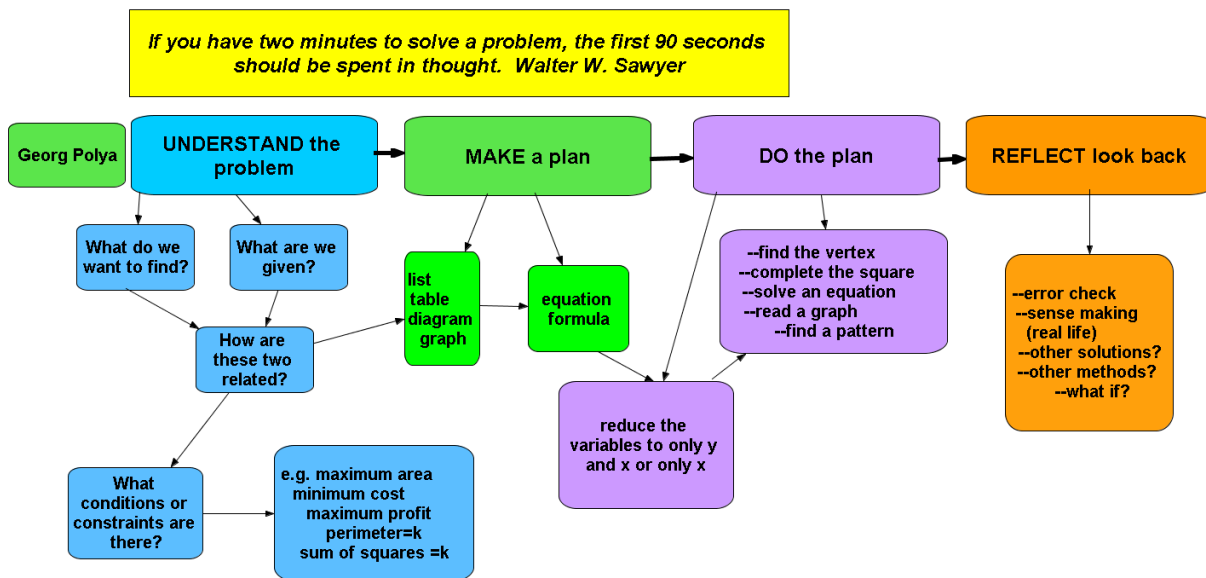 If you have two minutes to solve a problem, the first 90 seconds
should be spent in thought.  Walter W. Sawyer
Georg Polya
UNDERSTAND the
problem
MAKE a plan
DO the plan
REFLECT look back
What do we
want to find?
What are we
given?
How are
these two
related?
What
conditions or
constraints are
there?
e.g. maximum area
minimum cost
maximum profit
perimeter=k
sum of squares =k
list
table
diagram
graph
equation
formula
reduce the
variables to only y
and x or only x
--find the vertex
--complete the square
--solve an equation
--read a graph
--find a pattern
--error check
--sense making
(real life)
--other solutions?
--other methods?
--what if?